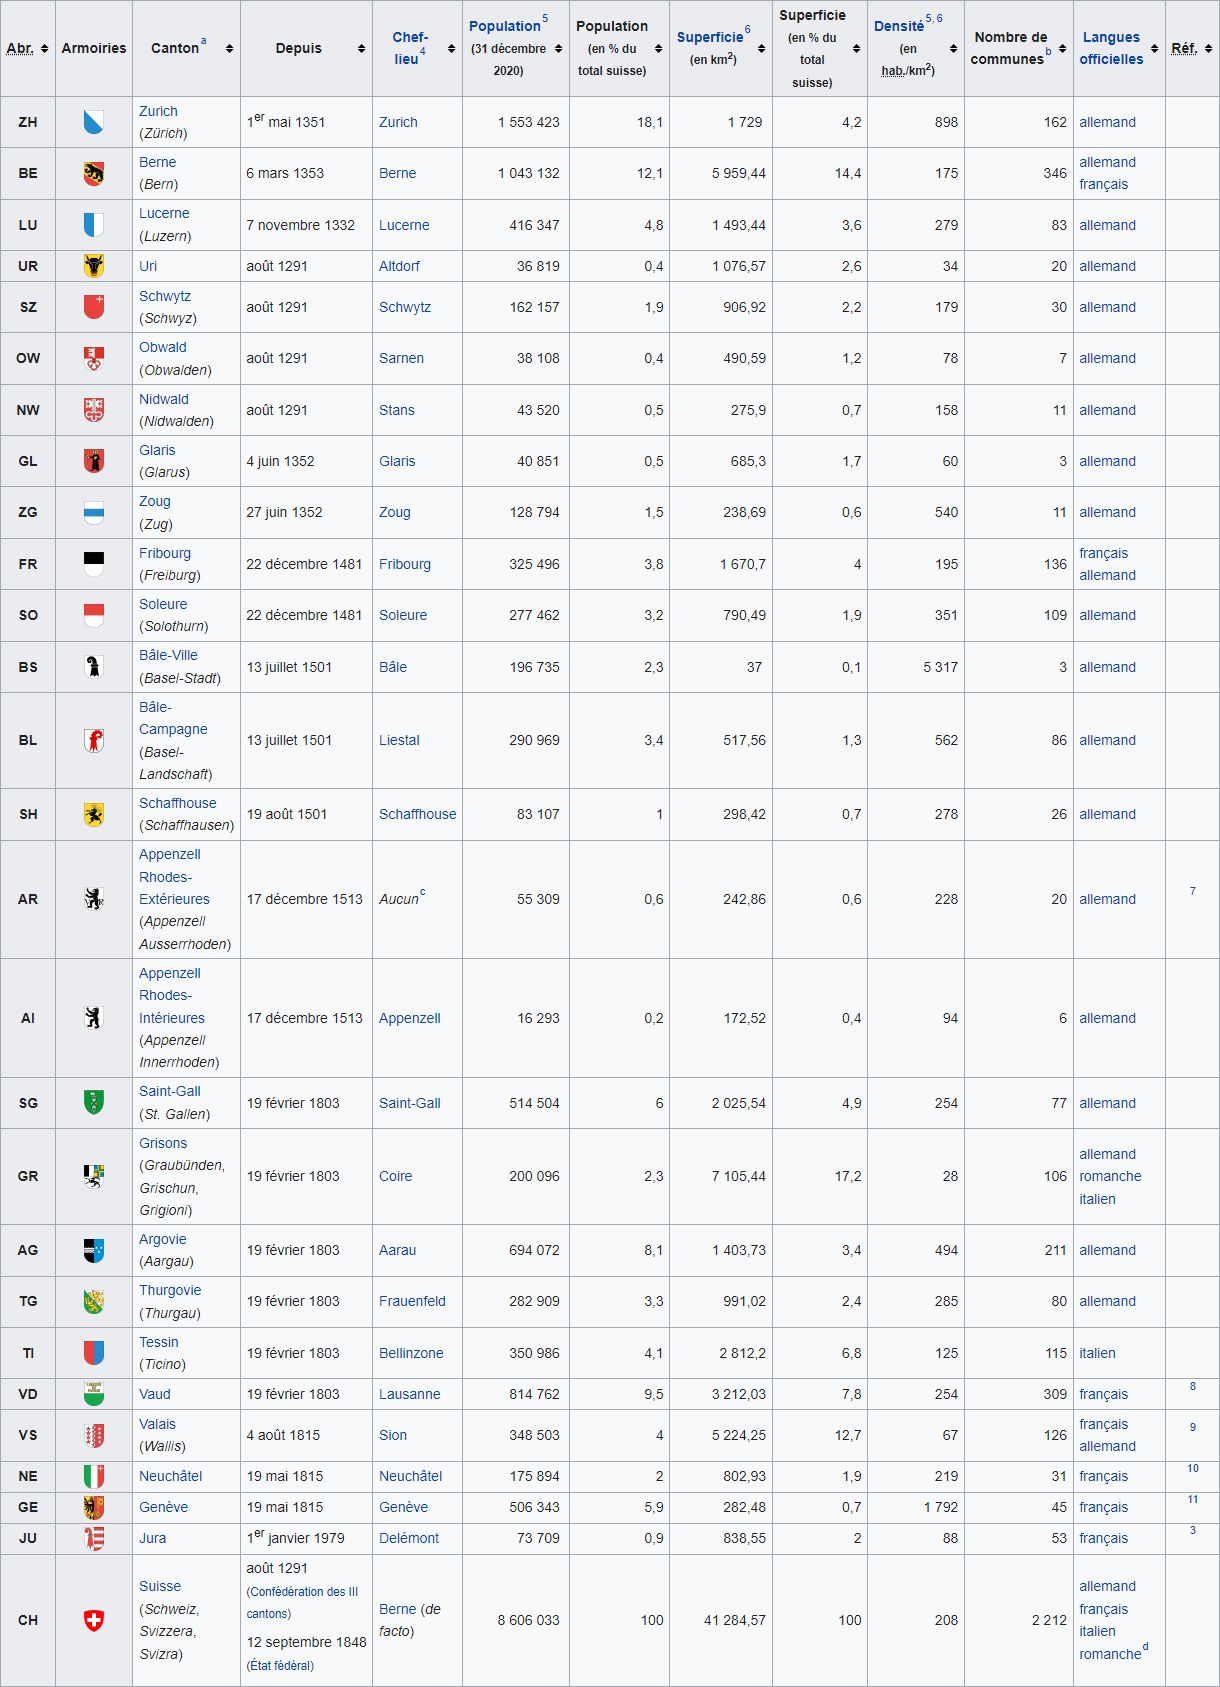 Abr. Armoiries Canton a Depuis Chef-lieu 4 Population 5 (31 décembre 2020) Population (en % du total suisse) Superficie 6 (en km2) Superficie (en % du total suisse) Densité 5, 6 (en hab./km2) Nombre de communes b Langues officielles Réf.
ZH Zurich (Zürich) 1er mai 1351 Zurich 1 553 423 18,1 1 729 4,2 898 162 allemand
BE Berne (Bern) 6 mars 1353 Berne 1 043 132 12,1 5 959,44 14,4 175 346 allemand français
LU Lucerne (Luzern) 7 novembre 1332 Lucerne 416 347 4,8 1 493,44 3,6 279 83 allemand
UR Uri août 1291 Altdorf 36 819 0,4 1 076,57 2,6 34 20 allemand
SZ Schwytz (Schwyz) août 1291 Schwytz 162 157 1,9 906,92 2,2 179 30 allemand
OW Obwald (Obwalden) août 1291 Sarnen 38 108 0,4 490,59 1,2 78 7 allemand
NW Nidwald (Nidwalden) août 1291 Stans 43 520 0,5 275,9 0,7 158 11 allemand
GL Glaris (Glarus) 4 juin 1352 Glaris 40 851 0,5 685,3 1,7 60 3 allemand
ZG Zoug (Zug) 27 juin 1352 Zoug 128 794 1,5 238,69 0,6 540 11 allemand
FR Fribourg (Freiburg) 22 décembre 1481 Fribourg 325 496 3,8 1 670,7 4 195 136 français allemand
SO Soleure (Solothurn) 22 décembre 1481 Soleure 277 462 3,2 790,49 1,9 351 109 allemand
BS Bâle-Ville (Basel-Stadt) 13 juillet 1501 Bâle 196 735 2,3 37 0,1 5 317 3 allemand
BL Bâle-Campagne (Basel-Landschaft) 13 juillet 1501 Liestal 290 969 3,4 517,56 1,3 562 86 allemand
SH Schaffhouse (Schaffhausen) 19 août 1501 Schaffhouse 83 107 1 298,42 0,7 278 26 allemand
AR Appenzell Rhodes-Extérieures (Appenzell Ausserrhoden) 17 décembre 1513 Aucun c 55 309 0,6 242,86 0,6 228 20 allemand 7
AI Appenzell Rhodes-Intérieures (Appenzell Innerrhoden) 17 décembre 1513 Appenzell 16 293 0,2 172,52 0,4 94 6 allemand
SG Saint-Gall (St. Gallen) 19 février 1803 Saint-Gall 514 504 6 2 025,54 4,9 254 77 allemand
GR Grisons (Graubünden, Grischun, Grigioni) 19 février 1803 Coire 200 096 2,3 7 105,44 17,2 28 106 allemand romanche italien
AG Argovie (Aargau) 19 février 1803 Aarau 694 072 8,1 1 403,73 3,4 494 211 allemand
TG Thurgovie (Thurgau) 19 février 1803 Frauenfeld 282 909 3,3 991,02 2,4 285 80 allemand
TI Tessin (Ticino) 19 février 1803 Bellinzone 350 986 4,1 2 812,2 6,8 125 115 italien
VD Vaud 19 février 1803 Lausanne 814 762 9,5 3 212,03 7,8 254 309 français 8
VS Valais (Wallis) 4 août 1815 Sion 348 503 4 5 224,25 12,7 67 126 français allemand 9
NE Neuchâtel 19 mai 1815 Neuchâtel 175 894 2 802,93 1,9 219 31 français 10
GE Genève 19 mai 1815 Genève 506 343 5,9 282,48 0,7 1 792 45 français 11
JU Jura 1er janvier 1979 Delémont 73 709 0,9 838,55 2 88 53 français 3
CH Suisse (Schweiz, Svizzera, Svizra) août 1291 (Confédération des III cantons) 12 septembre 1848 (État fédéral) Berne (de facto) 8 606 033 100 41 284,57 100 208 2 212 allemand français italien romanche d